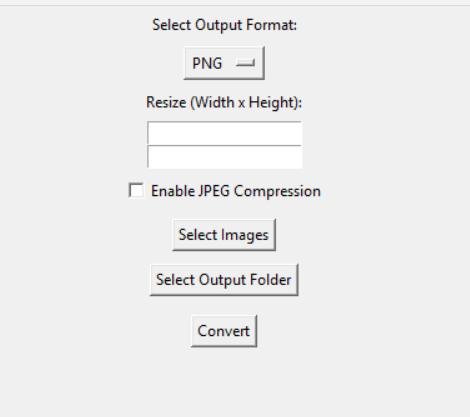 Select Output Format:
PNG
Resize (Width x Height):
Enable JPEG Compression
Select Images
Select Output Folder
Convert